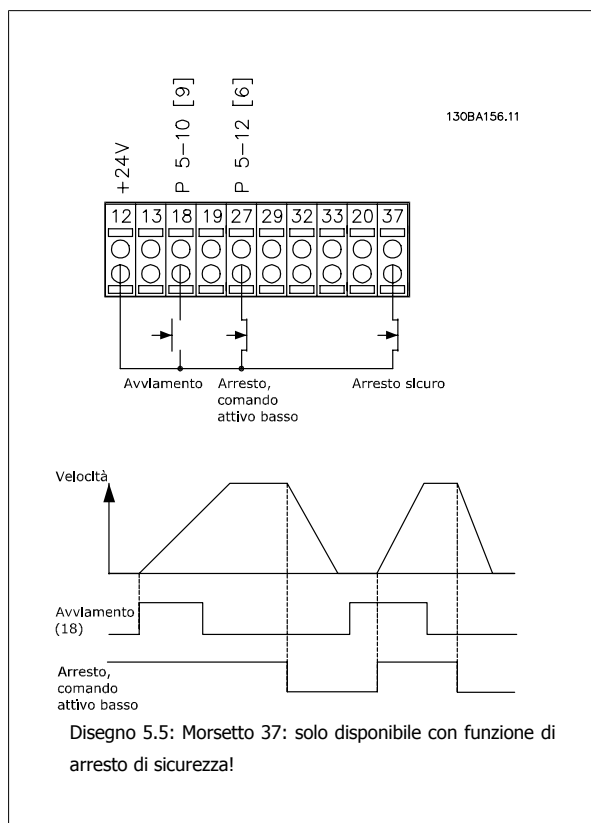 130BA156.11
+24V
P 5-10 [9]
P 5-12 [6]
12 13 18 19 27 29 32 33 20 37
Avviamento
Arresto,
comando
attivo basso
Arresto sicuro
Velocità
Avviamento
(18)
Arresto,
comando
attivo basso
Disegno 5.5: Morsetto 37: solo disponibile con funzione di
arresto di sicurezza!